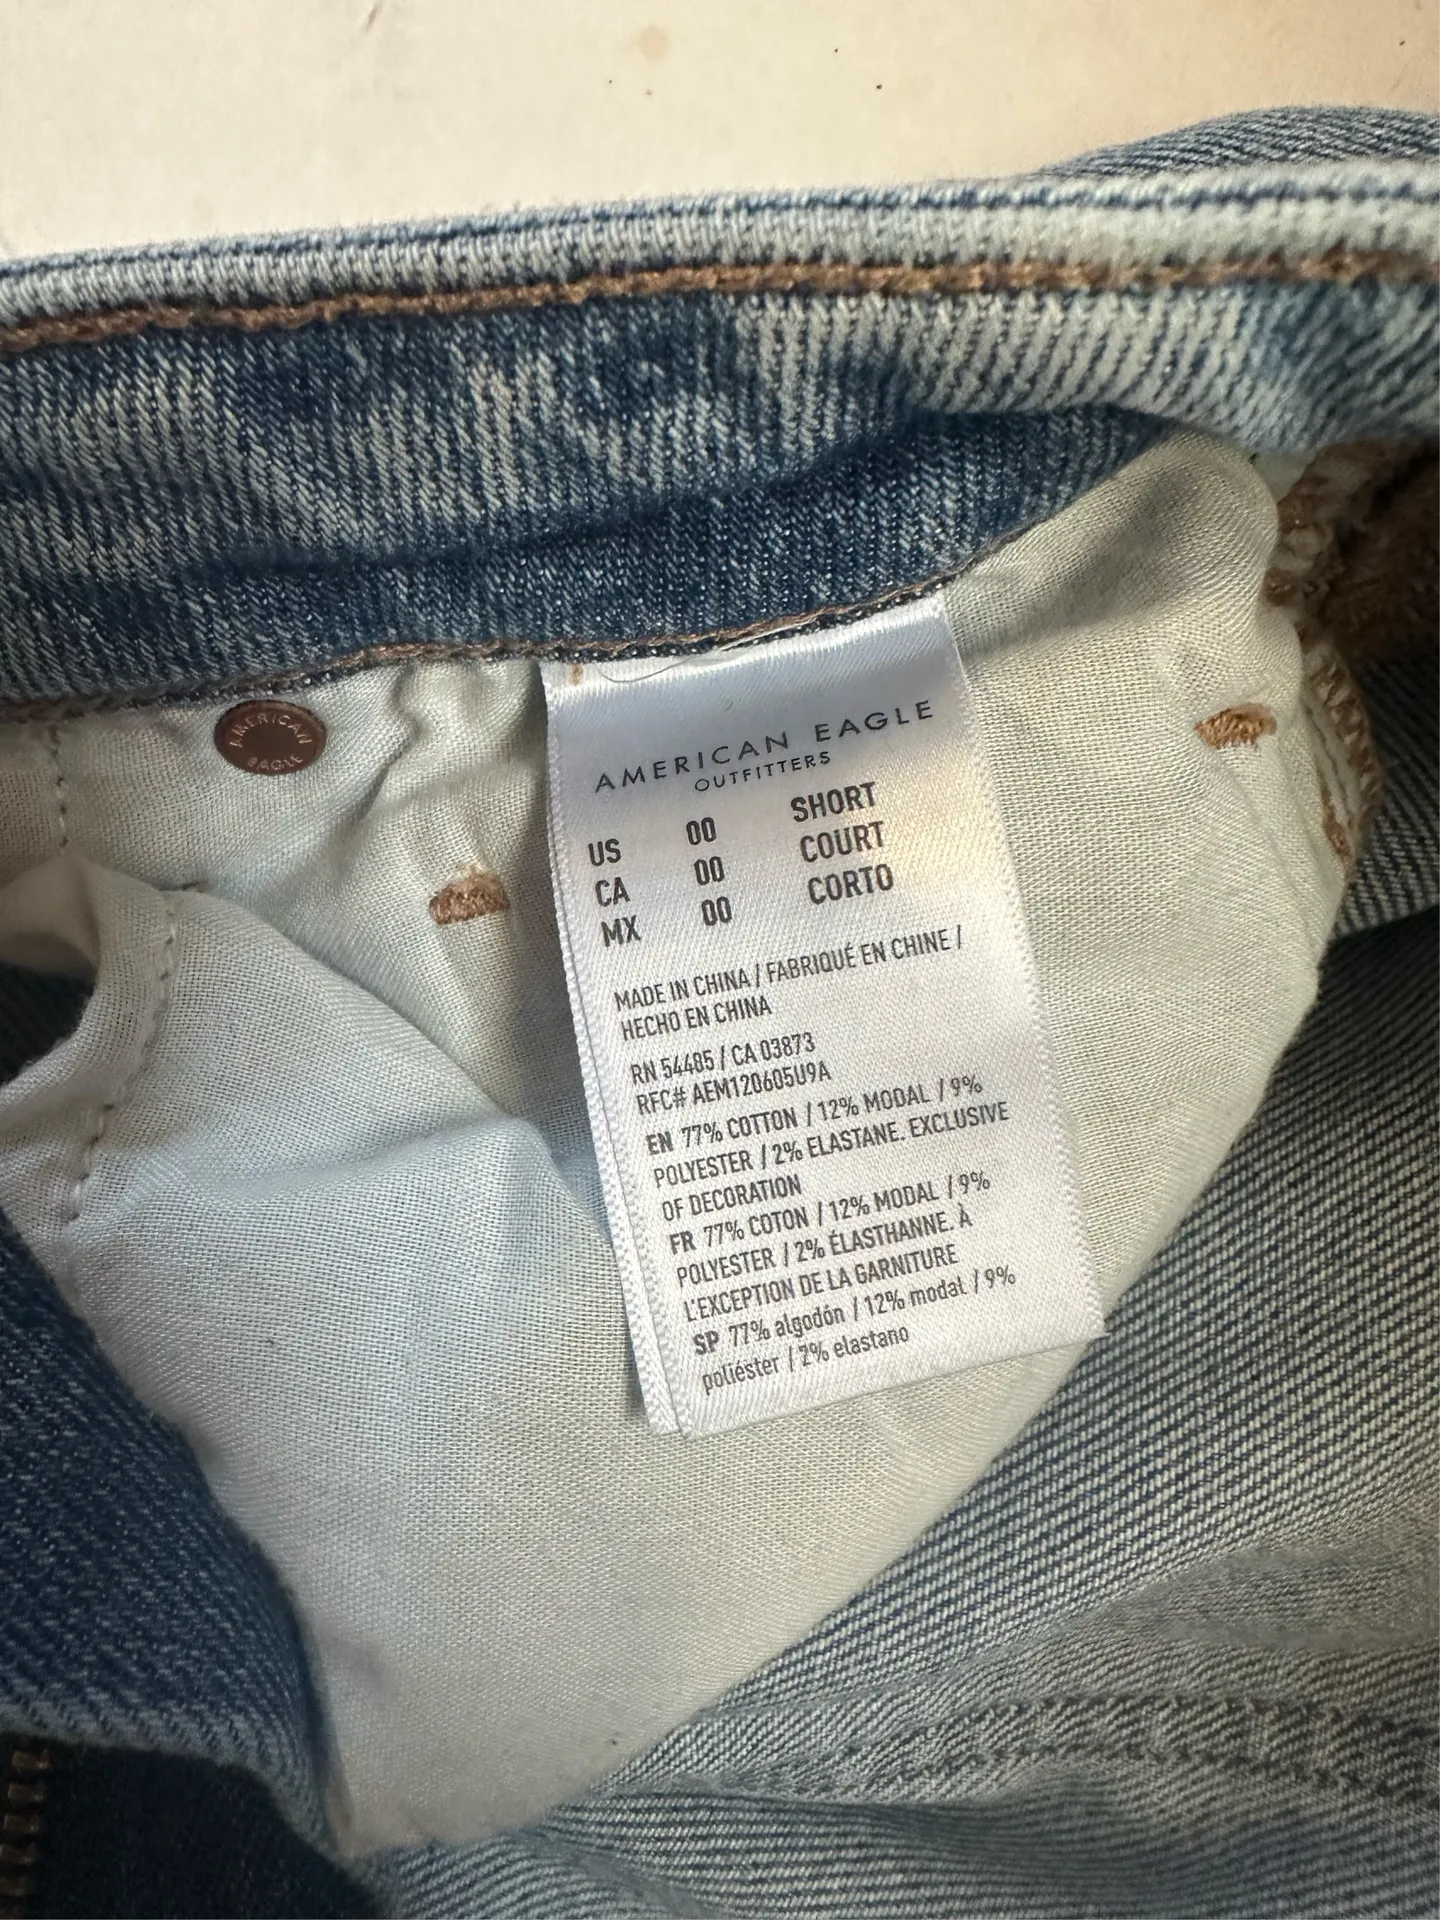 AMERICAN EAGLE
OUTFITTERS
US 00 SHORT
CA 00 COURT
MX 00 CORTO
MADE IN CHINA / FABRIQUÉ EN CHINE /
HECHO EN CHINA
RN 54485 / CA 03873
RFC# AEM120605U9A
EN 77% COTTON / 12% MODAL / 9%
POLYESTER / 2% ELASTANE. EXCLUSIVE
OF DECORATION
FR 77% COTON / 12% MODAL / 9%
POLYESTER / 2% ÉLASTHANNE. À
L'EXCEPTION DE LA GARNITURE
SP 77% algodón / 12% modal / 9%
poliéster / 2% elastano
AMERICAN
EAGLE